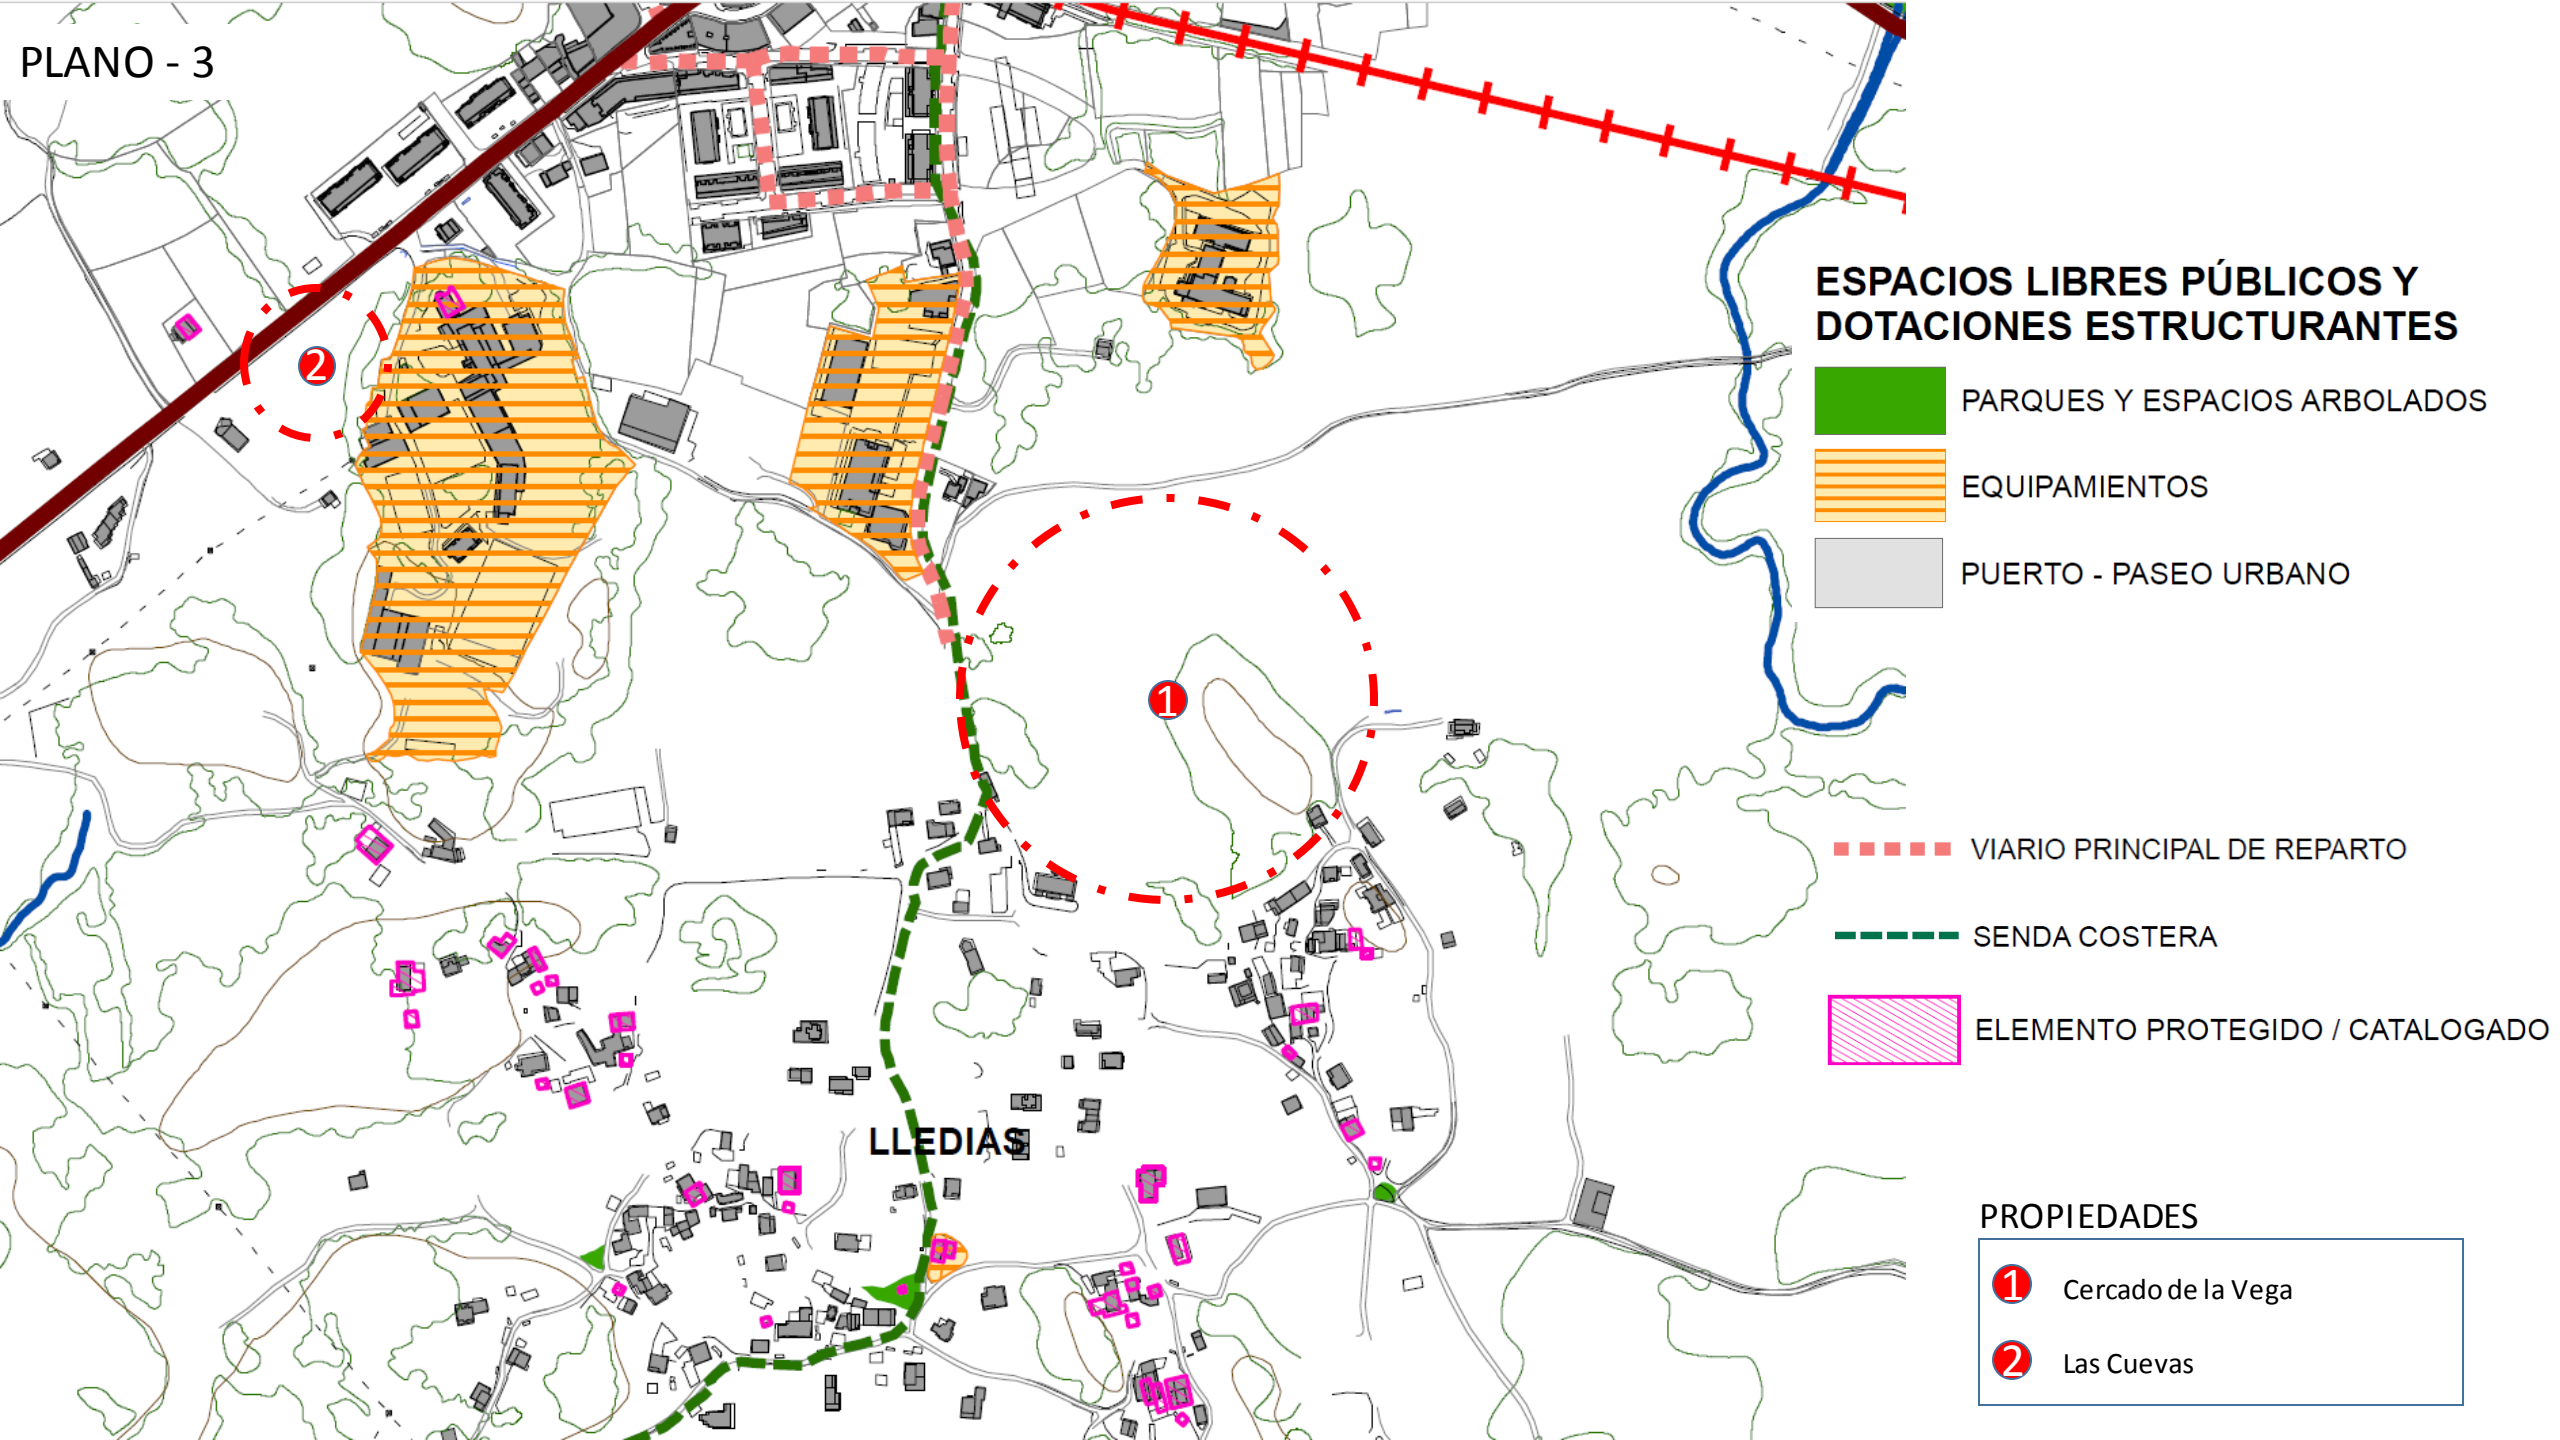 PLANO - 3
2
1
LLEDIAS
ESPACIOS LIBRES PÚBLICOS Y
DOTACIONES ESTRUCTURANTES
PARQUES Y ESPACIOS ARBOLADOS
EQUIPAMIENTOS
PUERTO - PASEO URBANO
VIARIO PRINCIPAL DE REPARTO
SENDA COSTERA
ELEMENTO PROTEGIDO / CATALOGADO
PROPIEDADES
1 Cercado de la Vega
2 Las Cuevas